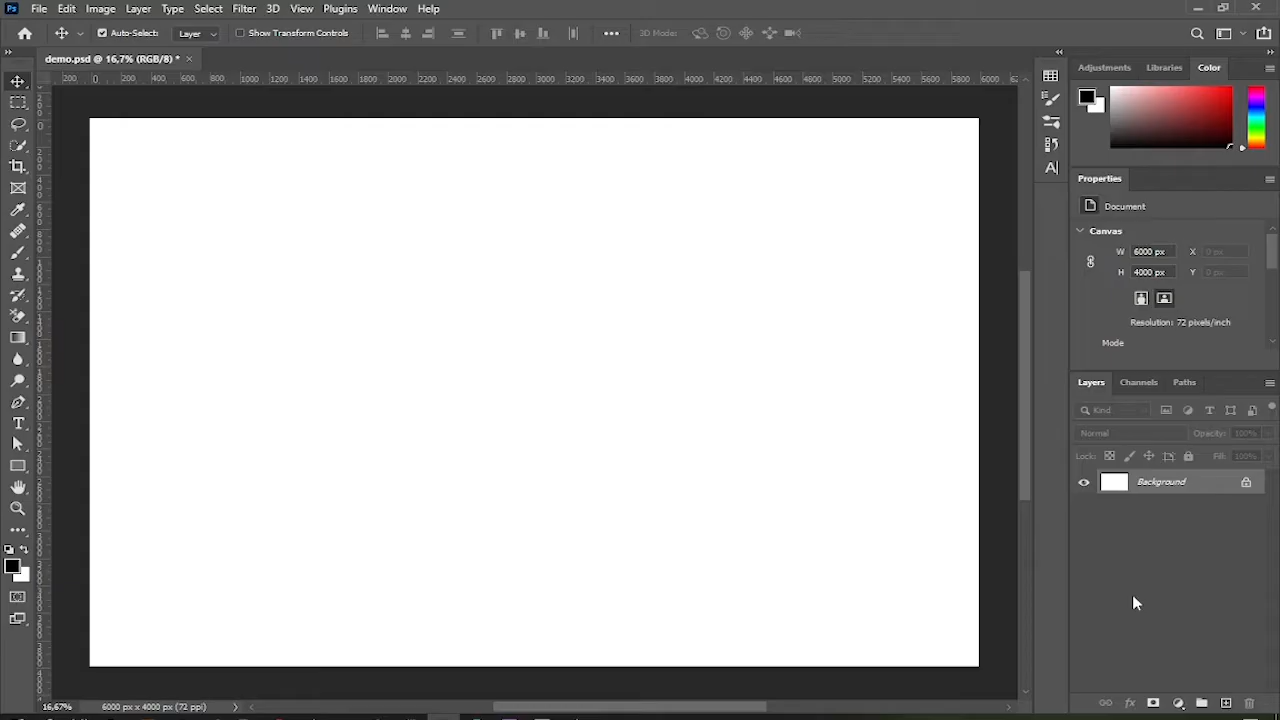 Ps File Edit Image Layer Type Select Filter 3D View Plugins Window Help
Auto-Select: Layer Show Transform Controls ••• 3D Mode:
demo.psd @ 16,7% (RGB/8) * ×
200 0 200 400 600 800 1000 1200 1400 1600 1800 2000 2200 2400 2600 2800 3000 3200 3400 3600 3800 4000 4200 4400 4600 4800 5000 5200 5400 5600 5800 6000
Adjustments Libraries Color
Properties
Document
Canvas
W 6000 px X 0 px
H 4000 px Y 0 px
Resolution: 72 pixels/inch
Mode
Layers Channels Paths
Kind
Normal Opacity: 100%
Lock: Fill: 100%
Background
16,67% 6000 px x 4000 px (72 ppi)